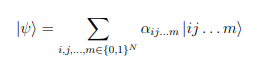 |ψ⟩ = ∑ α_{ij...m} |ij . . . m⟩
i,j,...,m∈{0,1}^N